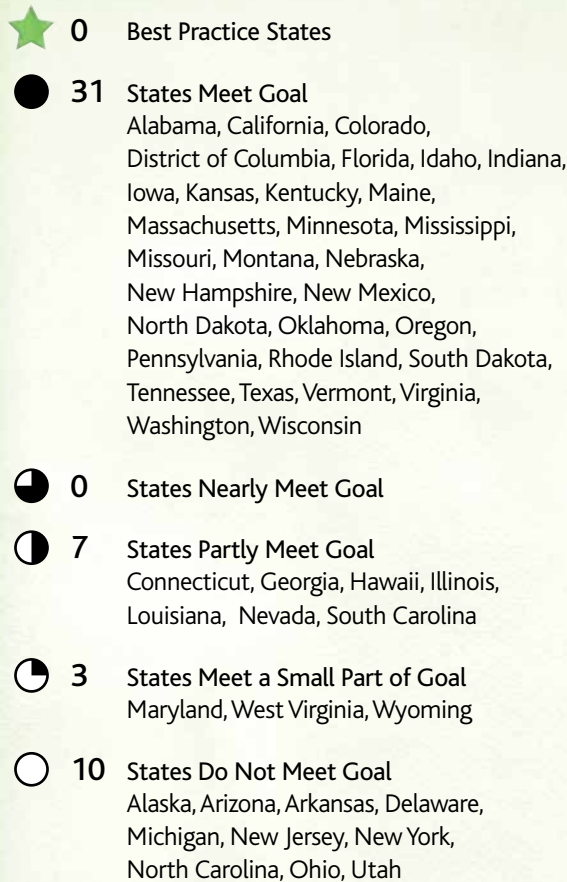 0 Best Practice States
31 States Meet Goal
Alabama, California, Colorado,
District of Columbia, Florida, Idaho, Indiana,
Iowa, Kansas, Kentucky, Maine,
Massachusetts, Minnesota, Mississippi,
Missouri, Montana, Nebraska,
New Hampshire, New Mexico,
North Dakota, Oklahoma, Oregon,
Pennsylvania, Rhode Island, South Dakota,
Tennessee, Texas, Vermont, Virginia,
Washington, Wisconsin
0 States Nearly Meet Goal
7 States Partly Meet Goal
Connecticut, Georgia, Hawaii, Illinois,
Louisiana, Nevada, South Carolina
3 States Meet a Small Part of Goal
Maryland, West Virginia, Wyoming
10 States Do Not Meet Goal
Alaska, Arizona, Arkansas, Delaware,
Michigan, New Jersey, New York,
North Carolina, Ohio, Utah